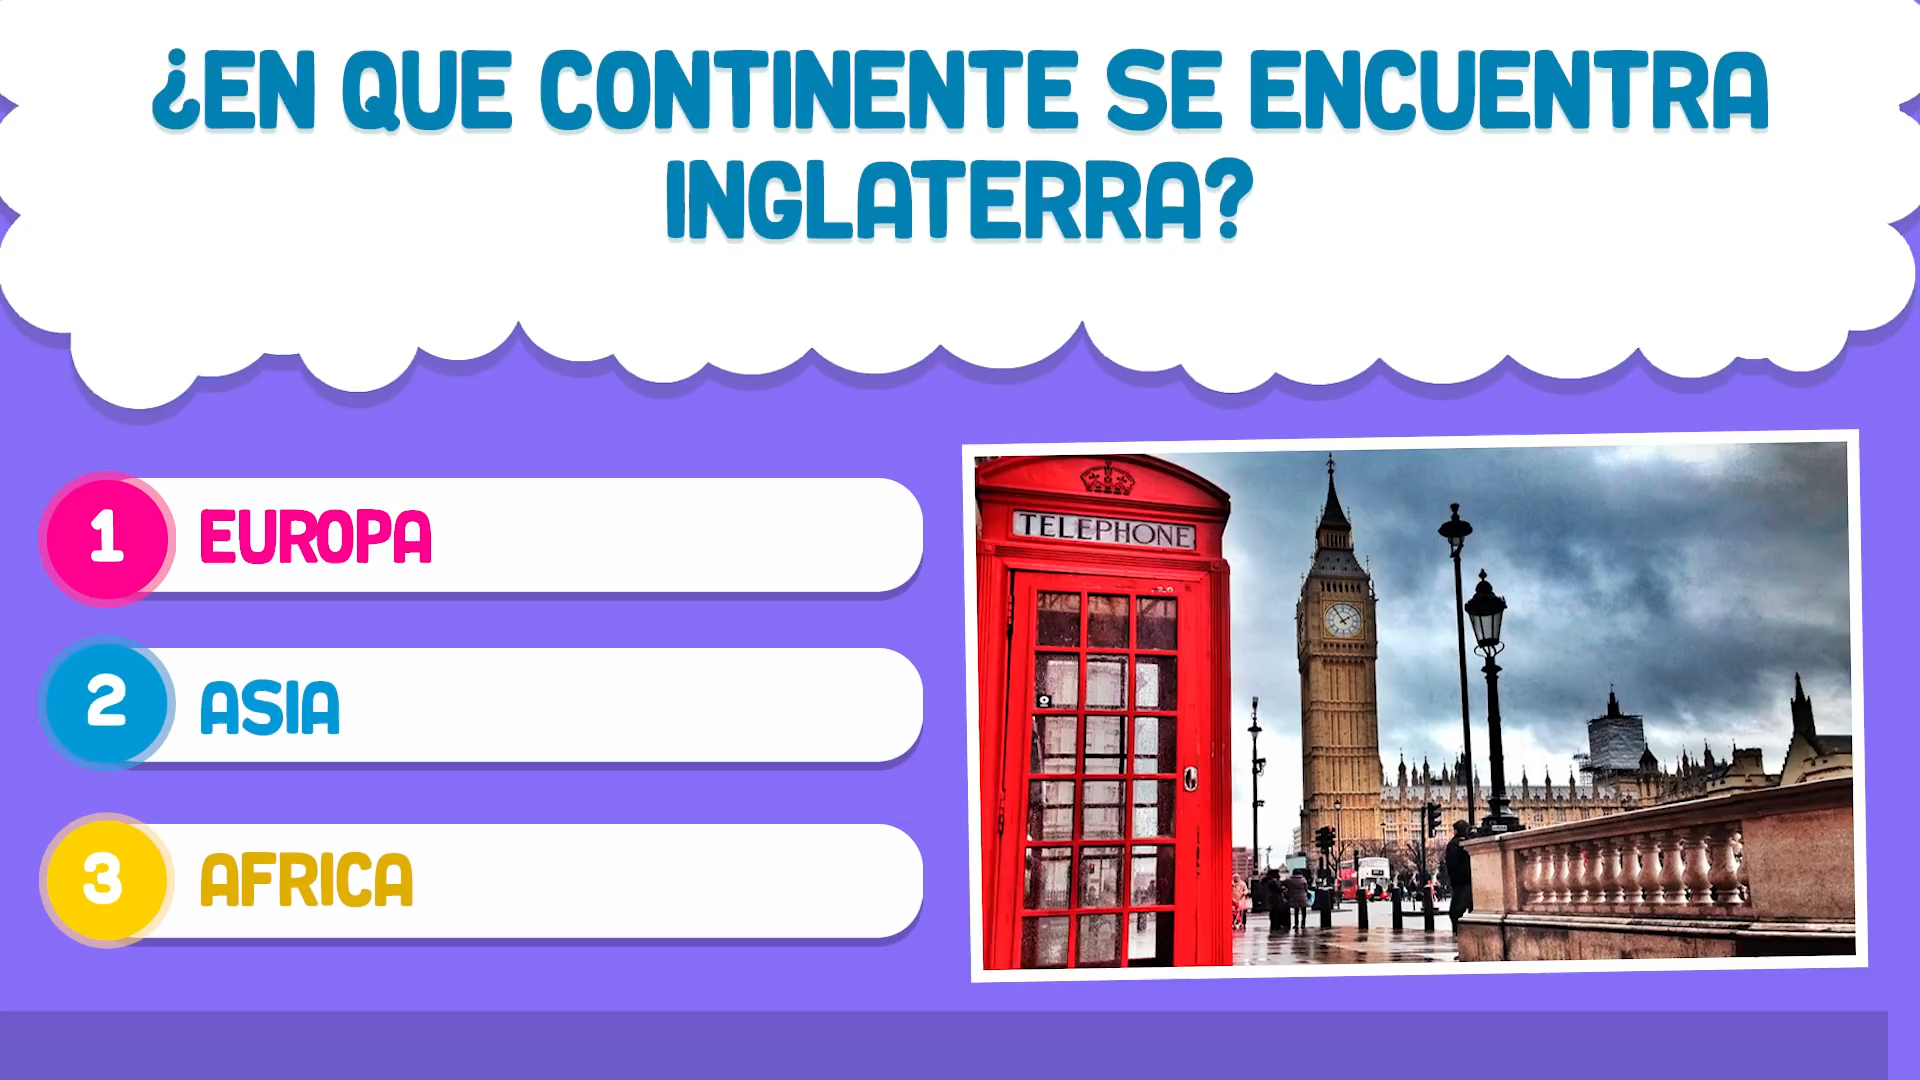 ¿EN QUE CONTINENTE SE ENCUENTRA
INGLATERRA?
1 EUROPA
2 ASIA
3 AFRICA
TELEPHONE